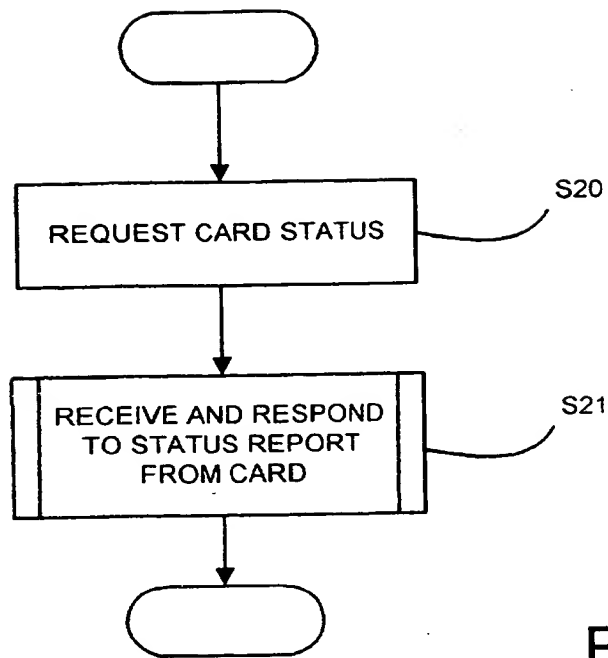 REQUEST CARD STATUS
S20
RECEIVE AND RESPOND
TO STATUS REPORT
FROM CARD
S21